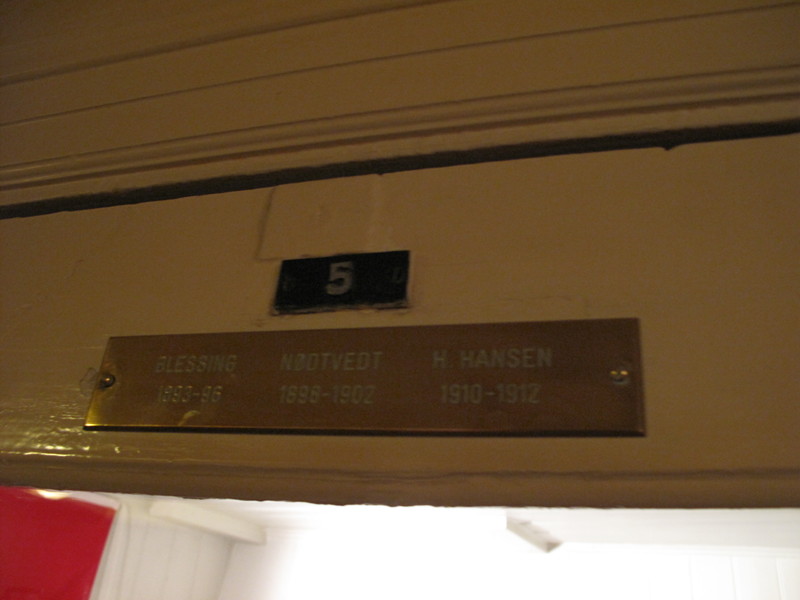 5
BLESSING NØDTVEDT H. HANSEN
1893-96 1898-1902 1910-1912